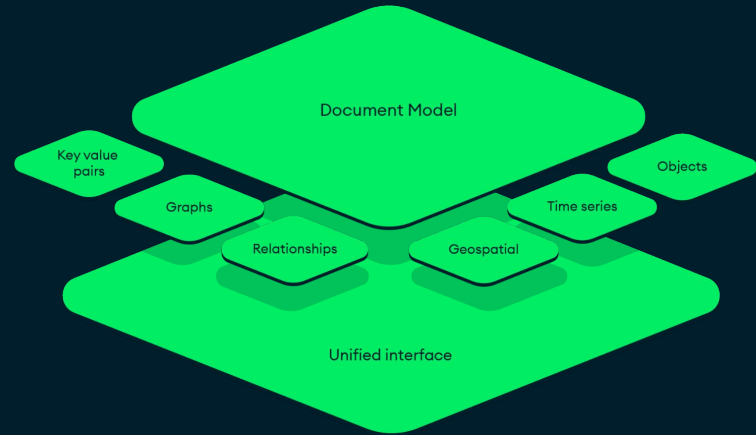 Document Model
Key value
pairs
Objects
Graphs
Time series
Relationships
Geospatial
Unified interface